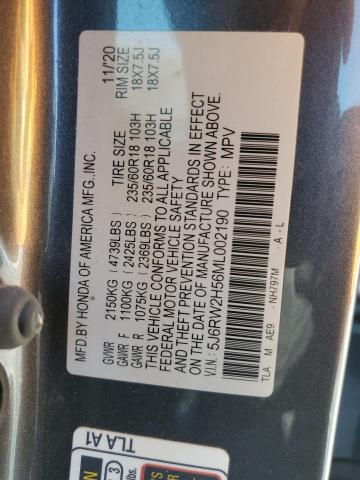 MFD.BY HONDA OF AMERICA MFG.,INC. 11/20
TIRE SIZE RIM SIZE
GVWR 2150KG (4739LBS)
GAWR F 1100KG (2425LBS) 235/60R18 103H 18X7.5J
GAWR R 1075KG (2369LBS) 235/60R18 103H 18X7.5J
THIS VEHICLE CONFORMS TO ALL APPLICABLE
FEDERAL MOTOR VEHICLE SAFETY
AND THEFT PREVENTION STANDARDS IN EFFECT
ON THE DATE OF MANUFACTURE SHOWN ABOVE.
V.I.N.: 5J6RW2H56ML002190 TYPE: MPV
TLA M AE9 - NH797M - A - L
TLA A1
3
lbs.